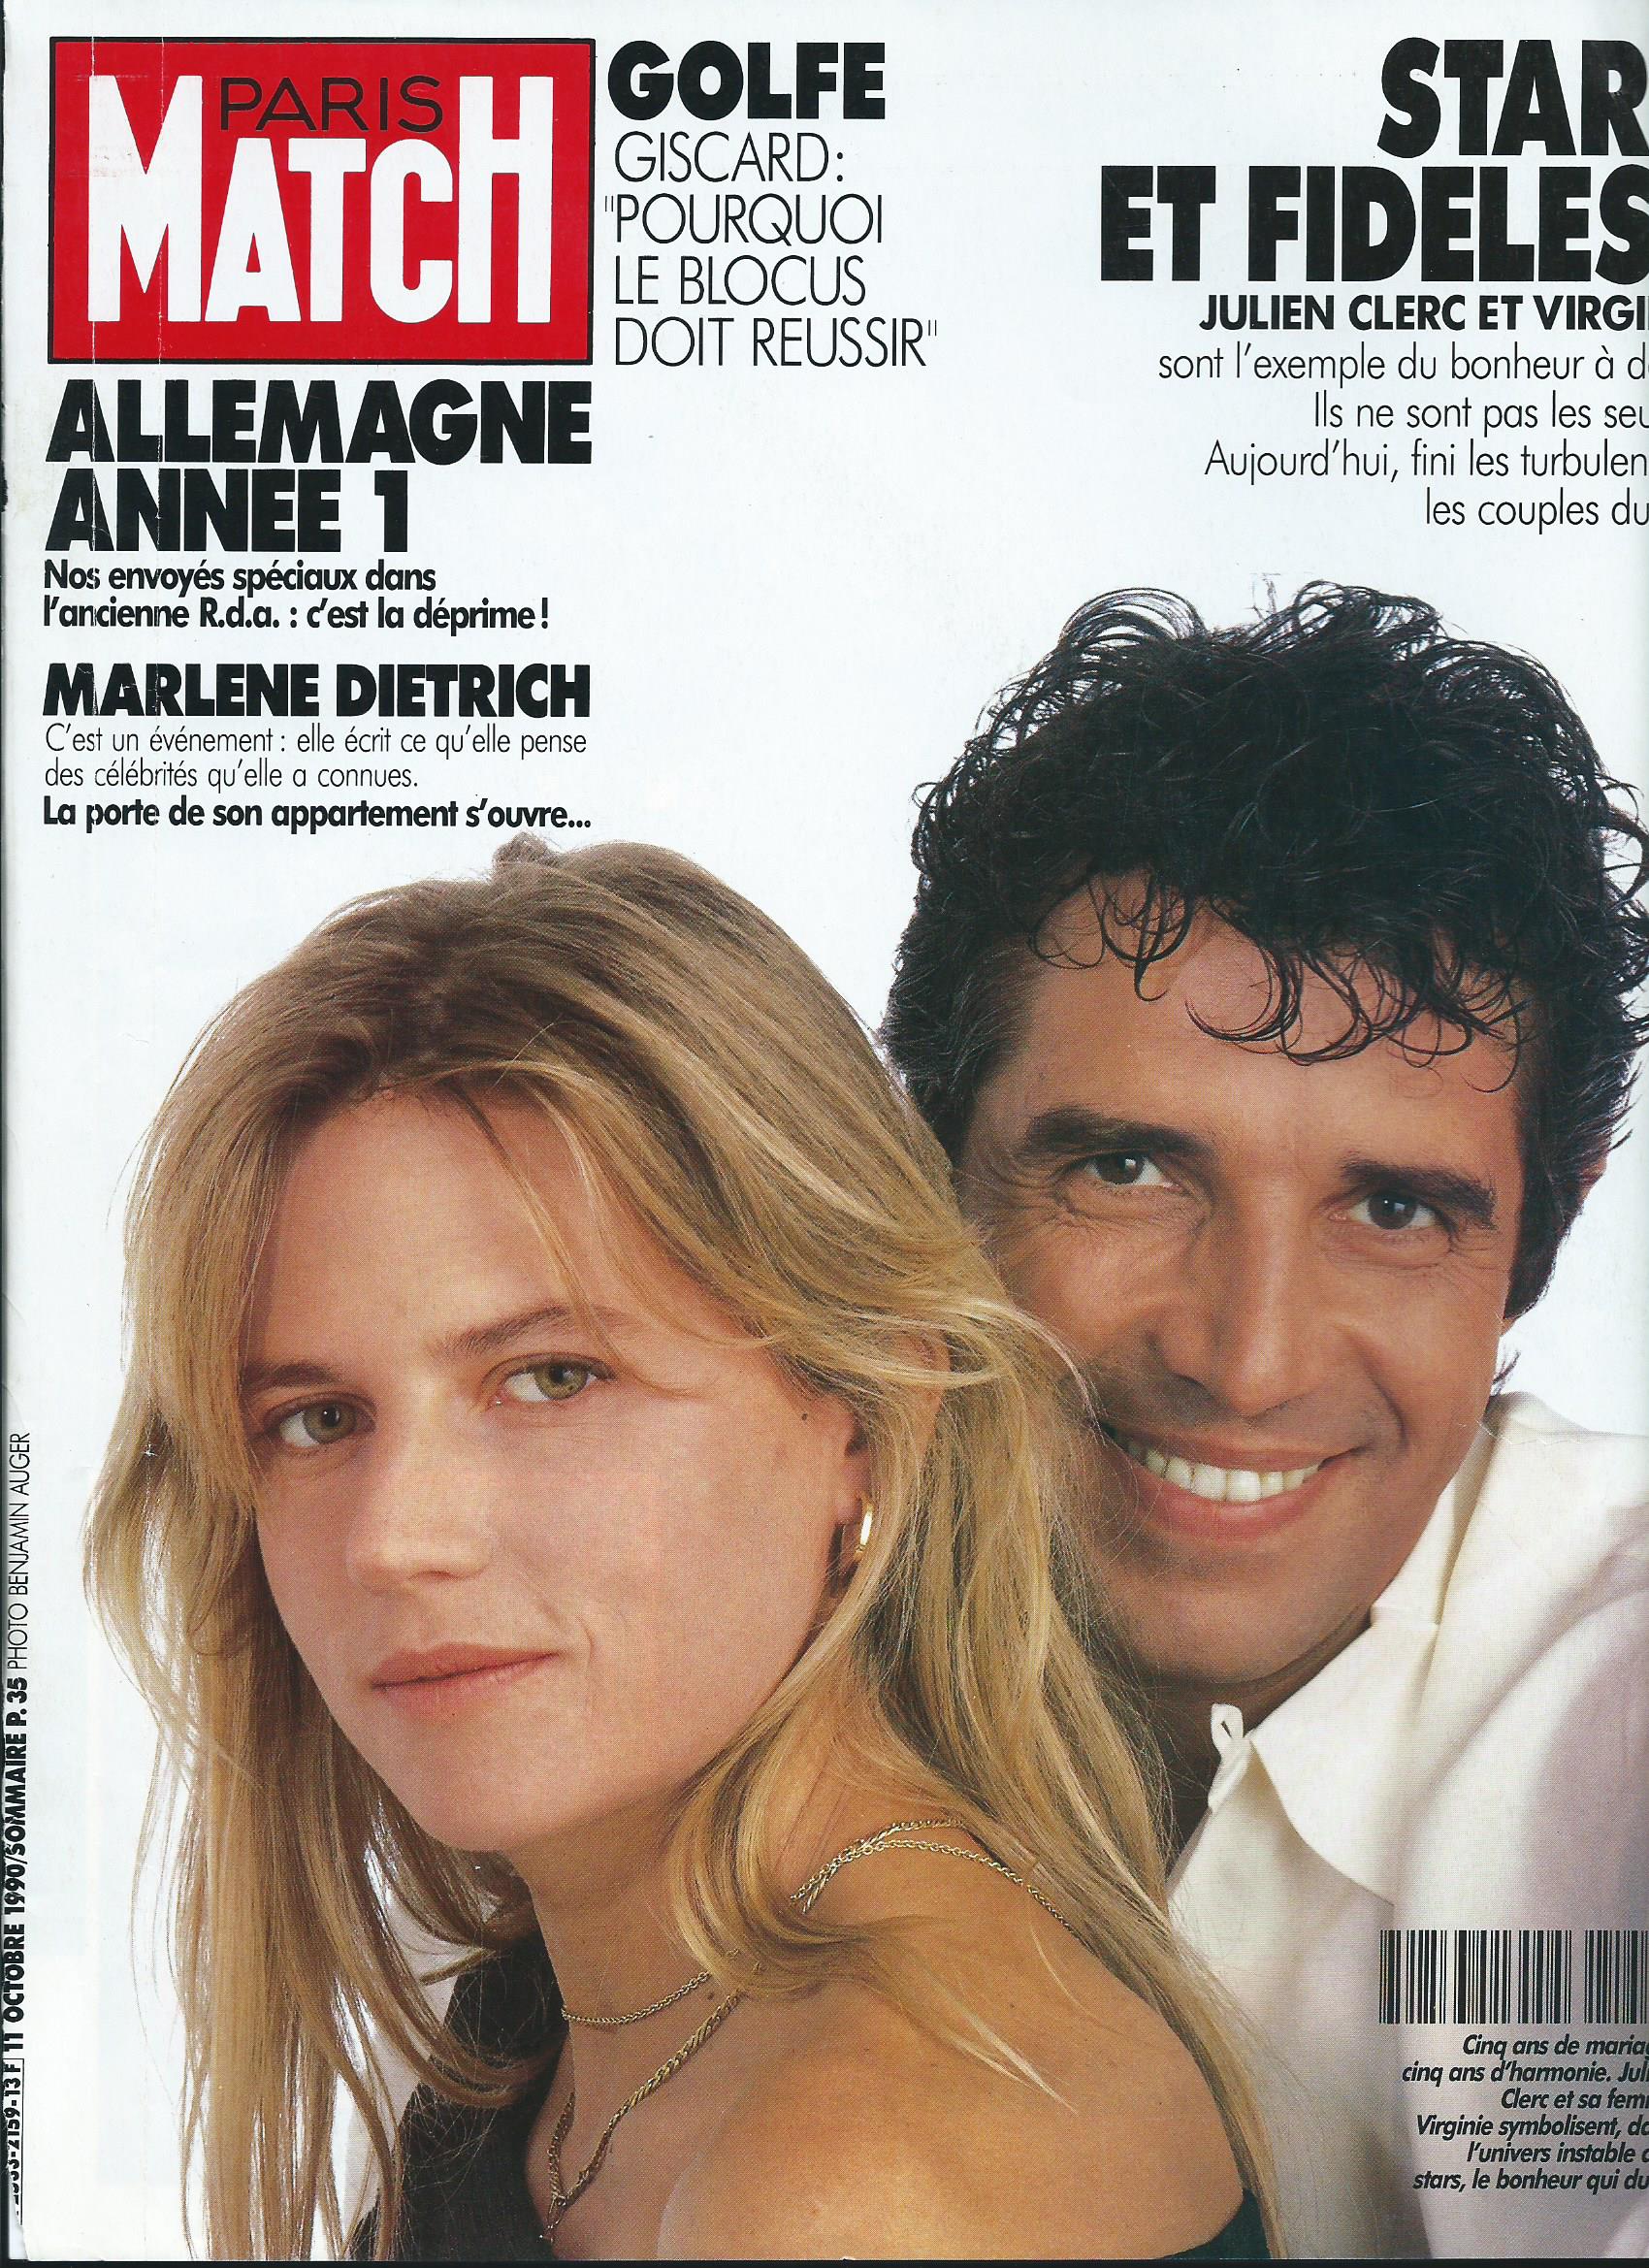 PARIS
MATCH
GOLFE
GISCARD:
"POURQUOI
LE BLOCUS
DOIT REUSSIR"
STAR
ET FIDELES
JULIEN CLERC ET VIRGI
sont l'exemple du bonheur à d
Ils ne sont pas les seu
Aujourd'hui, fini les turbulen
les couples du
ALLEMAGNE
ANNEE 1
Nos envoyés spéciaux dans
l'ancienne R.d.a. : c'est la déprime!
MARLENE DIETRICH
C'est un événement : elle écrit ce qu'elle pense
des célébrités qu'elle a connues.
La porte de son appartement s'ouvre...
2159-13 F 11 OCTOBRE 1990/SOMMAIRE P. 35 PHOTO BENJAMIN AUGER
Cinq ans de maria
cinq ans d'harmonie. Juli
Clerc et sa fem
Virginie symbolisent, da
l'univers instable d
stars, le bonheur qui du